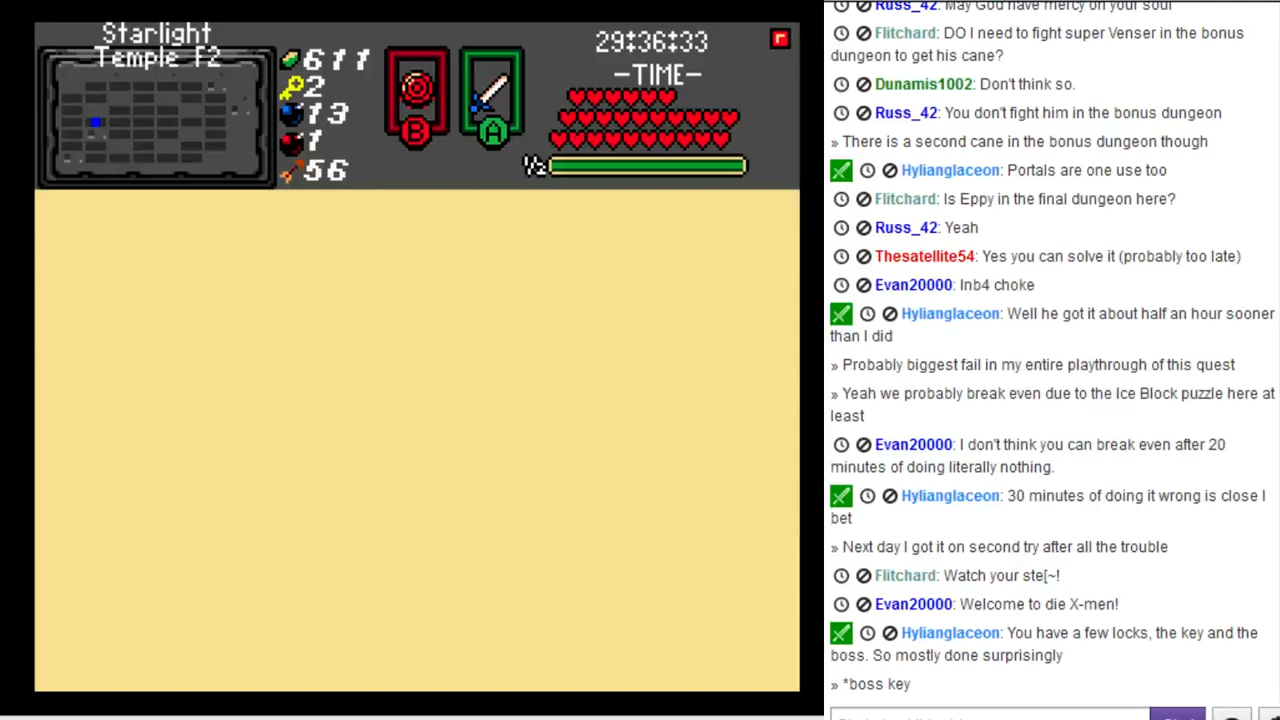 Starlight
Temple F2
611
2
13
1
56
B
A
29:36:33
-TIME-
1/2
r
Russ_42: May God have mercy on your soul
Flitchard: DO I need to fight super Venser in the bonus
dungeon to get his cane?
Dunamis1002: Don't think so.
Russ_42: You don't fight him in the bonus dungeon
» There is a second cane in the bonus dungeon though
Hylianglaceon: Portals are one use too
Flitchard: Is Eppy in the final dungeon here?
Russ_42: Yeah
Thesatellite54: Yes you can solve it (probably too late)
Evan20000: Inb4 choke
Hylianglaceon: Well he got it about half an hour sooner
than I did
» Probably biggest fail in my entire playthrough of this quest
» Yeah we probably break even due to the Ice Block puzzle here at
least
Evan20000: I don't think you can break even after 20
minutes of doing literally nothing.
Hylianglaceon: 30 minutes of doing it wrong is close I
bet
» Next day I got it on second try after all the trouble
Flitchard: Watch your ste[~!
Evan20000: Welcome to die X-men!
Hylianglaceon: You have a few locks, the key and the
boss. So mostly done surprisingly
» *boss key